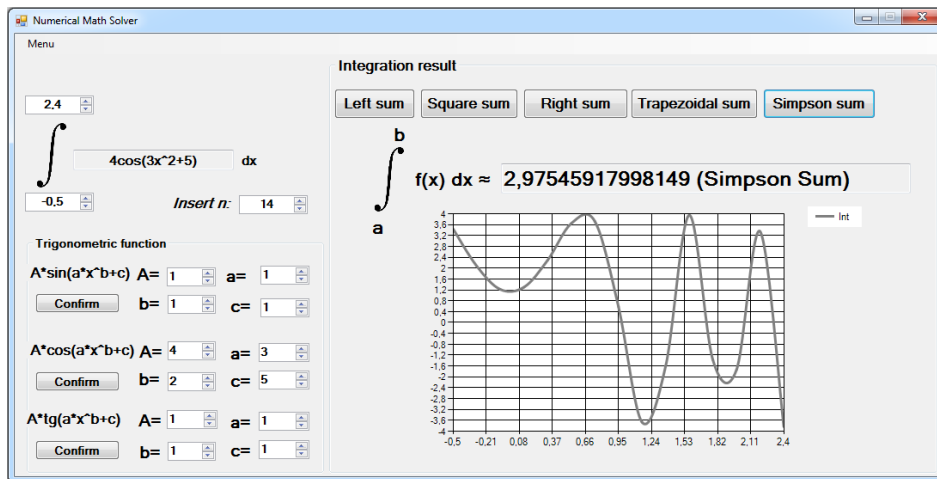 Numerical Math Solver
Menu
2,4
4cos(3x^2+5) dx
-0,5
Insert n: 14
Trigonometric function
A*sin(a*x^b+c) A= 1 a= 1
Confirm b= 1 c= 1
A*cos(a*x^b+c) A= 4 a= 3
Confirm b= 2 c= 5
A*tg(a*x^b+c) A= 1 a= 1
Confirm b= 1 c= 1
Integration result
Left sum Square sum Right sum Trapezoidal sum Simpson sum
b
∫
f(x) dx ≈ 2,97545917998149 (Simpson Sum)
a
Int
4
3,6
3,2
2,8
2,4
2
1,6
1,2
0,8
0,4
0
-0,4
-0,8
-1,2
-1,6
-2
-2,4
-2,8
-3,2
-3,6
-4
-0,5 -0,21 0,08 0,37 0,66 0,95 1,24 1,53 1,82 2,11 2,4